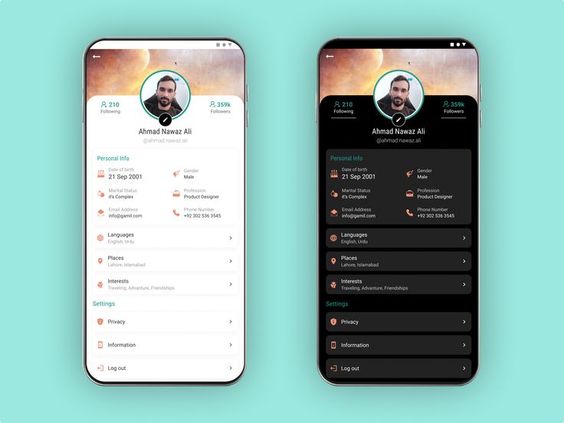 210
Following
359k
Followers
Ahmad Nawaz Ali
@ahmad.nawaz.ali
Personal Info
Date of birth
21 Sep 2001
Gender
Male
Marital Status
it's Complex
Profession
Product Designer
Email Address
info@gamil.com
Phone Number
+92 302 536 3545
Languages
English, Urdu
Places
Lahore, Islamabad
Interests
Traveling, Advanture, Friendships
Settings
Privacy
Information
Log out
210
Following
359k
Followers
Ahmad Nawaz Ali
@ahmad.nawaz.ali
Personal Info
Date of birth
21 Sep 2001
Gender
Male
Marital Status
it's Complex
Profession
Product Designer
Email Address
info@gamil.com
Phone Number
+92 302 536 3545
Languages
English, Urdu
Places
Lahore, Islamabad
Interests
Traveling, Advanture, Friendships
Settings
Privacy
Information
Log out